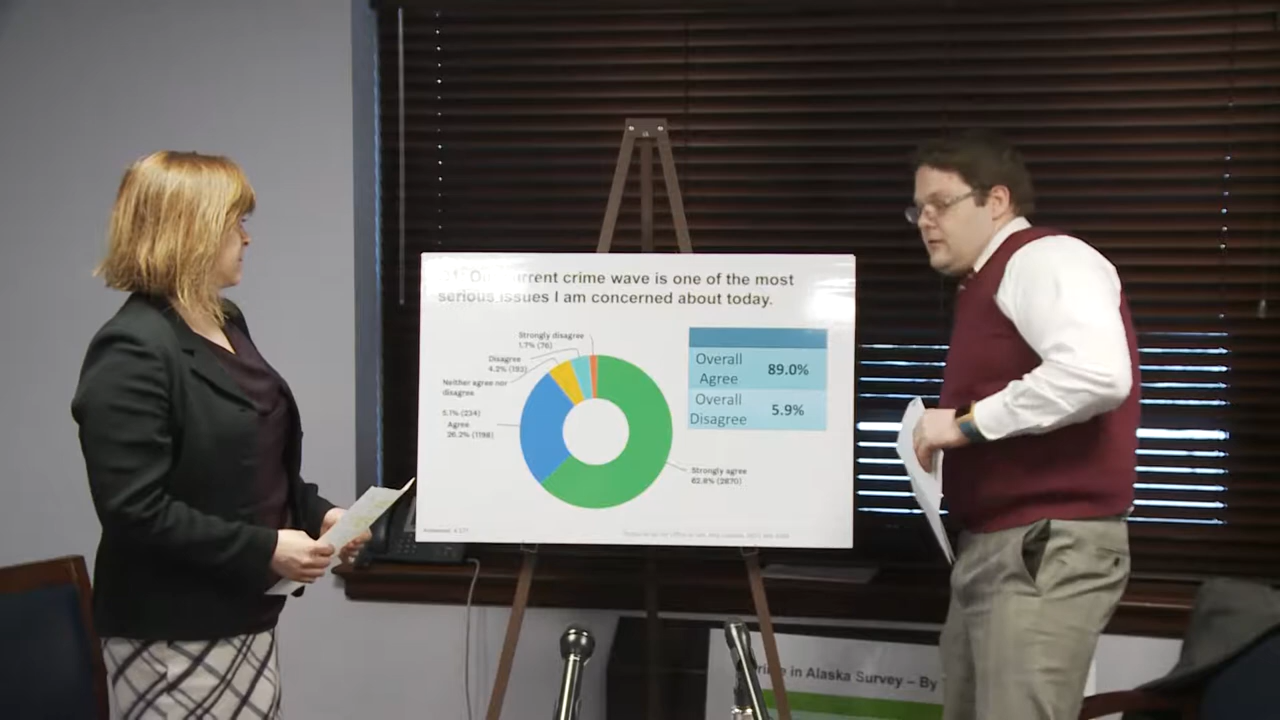 current crime wave is one of the most
serious issues I am concerned about today.
Strongly disagree
1.7% (76)
Disagree
4.2% (193)
Neither agree nor
disagree
5.1% (234)
Agree
26.2% (1198)
Overall
Agree
89.0%
Overall
Disagree
5.9%
Strongly agree
62.8% (2870)
Crime in Alaska Survey – By